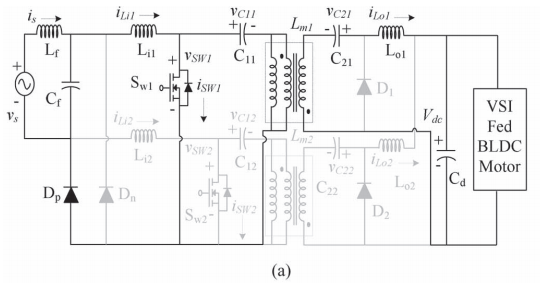 i_s
i_Li1
v_C11
L_m1
v_C21
i_Lo1
+ -
- +
L_f
L_i1
v_SW1
C_11
C_21
L_o1
+
S_w1
i_SW1
D_1
V_dc
VSI
Fed
BLDC
Motor
+
v_s
-
C_f
i_Li2
v_C12
L_m2
+
C_d
-
L_i2
v_SW2
C_12
v_C22
i_Lo2
C_22
L_o2
D_p
D_n
S_w2
i_SW2
D_2
(a)